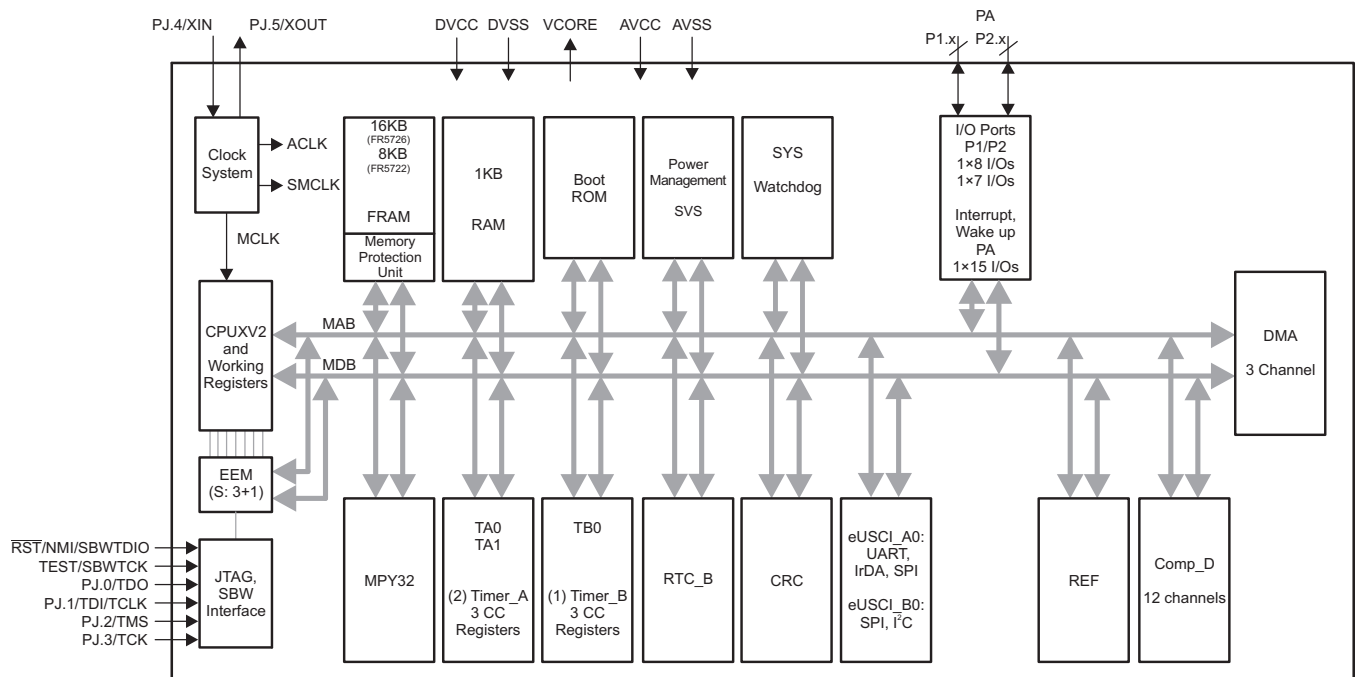 PJ.4/XIN
PJ.5/XOUT
DVCC
DVSS
VCORE
AVCC
AVSS
PA
P1.x
P2.x
Clock
System
ACLK
SMCLK
MCLK
16KB
(FR5726)
8KB
(FR5722)
FRAM
Memory
Protection
Unit
1KB
RAM
Boot
ROM
Power
Management
SVS
SYS
Watchdog
I/O Ports
P1/P2
1×8 I/Os
1×7 I/Os
Interrupt,
Wake up
PA
1×15 I/Os
CPUXV2
and
Working
Registers
MAB
MDB
DMA
3 Channel
EEM
(S: 3+1)
RST/NMI/SBWTDIO
TEST/SBWTCK
PJ.0/TDO
PJ.1/TDI/TCLK
PJ.2/TMS
PJ.3/TCK
JTAG,
SBW
Interface
MPY32
TA0
TA1
(2) Timer_A
3 CC
Registers
TB0
(1) Timer_B
3 CC
Registers
RTC_B
CRC
eUSCI_A0:
UART,
IrDA, SPI
eUSCI_B0:
SPI, I²C
REF
Comp_D
12 channels